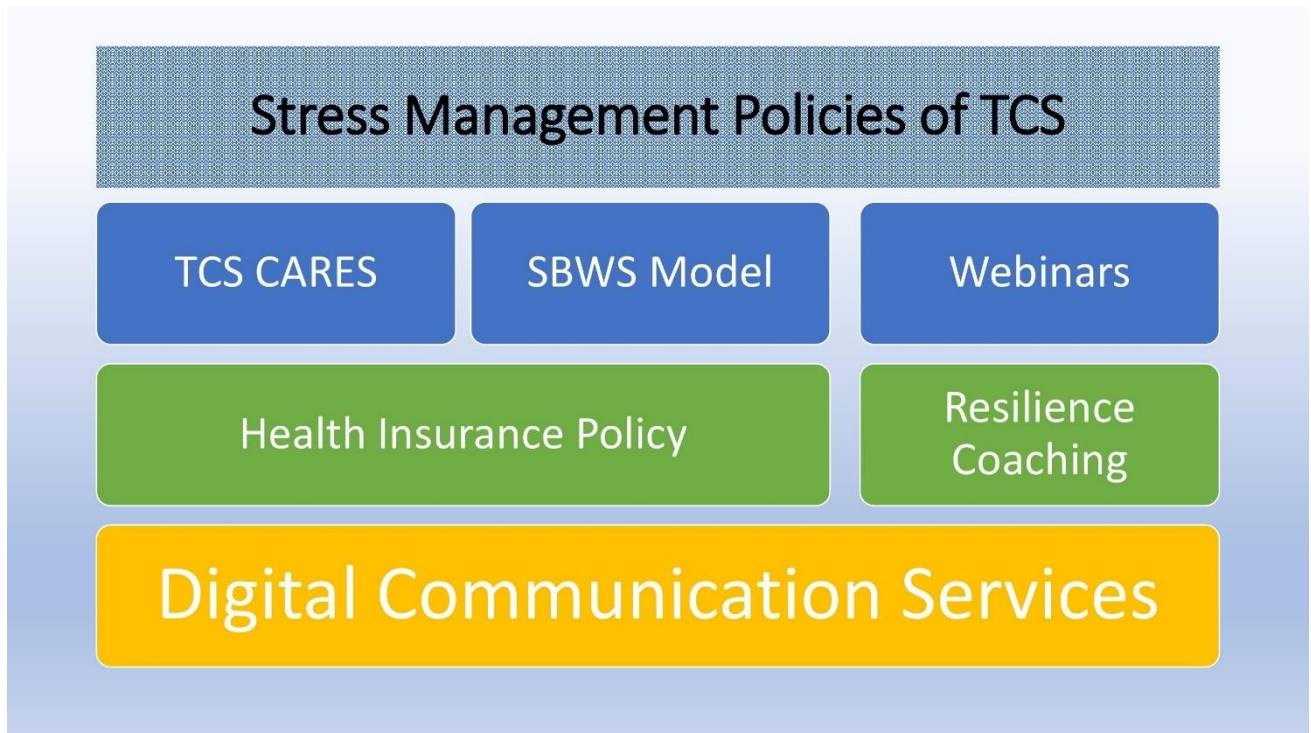 Stress Management Policies of TCS
TCS CARES
SBWS Model
Webinars
Health Insurance Policy
Resilience
Coaching
Digital Communication Services